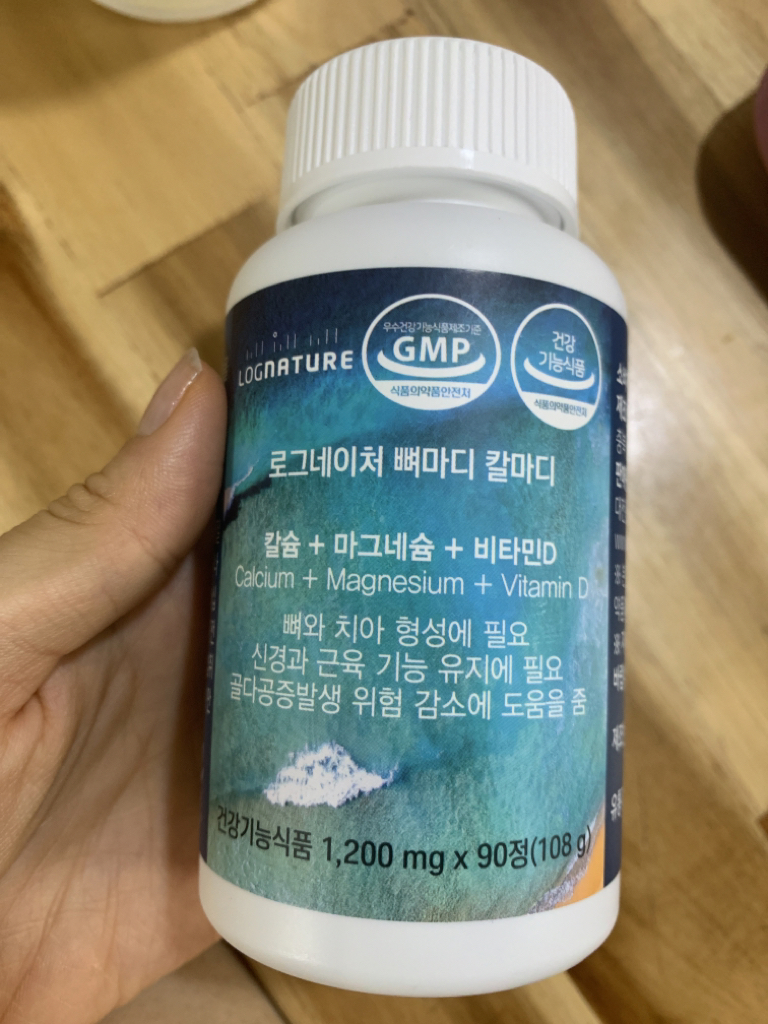 LOGNATURE
우수건강기능식품제조기준
GMP
식품의약품안전처
건강
기능식품
식품의약품안전처
로그네이처 뼈마디 칼마디
칼슘 + 마그네슘 + 비타민D
Calcium + Magnesium + Vitamin D
뼈와 치아 형성에 필요
신경과 근육 기능 유지에 필요
골다공증발생 위험 감소에 도움을 줌
건강기능식품 1,200 mg x 90정(108 g)